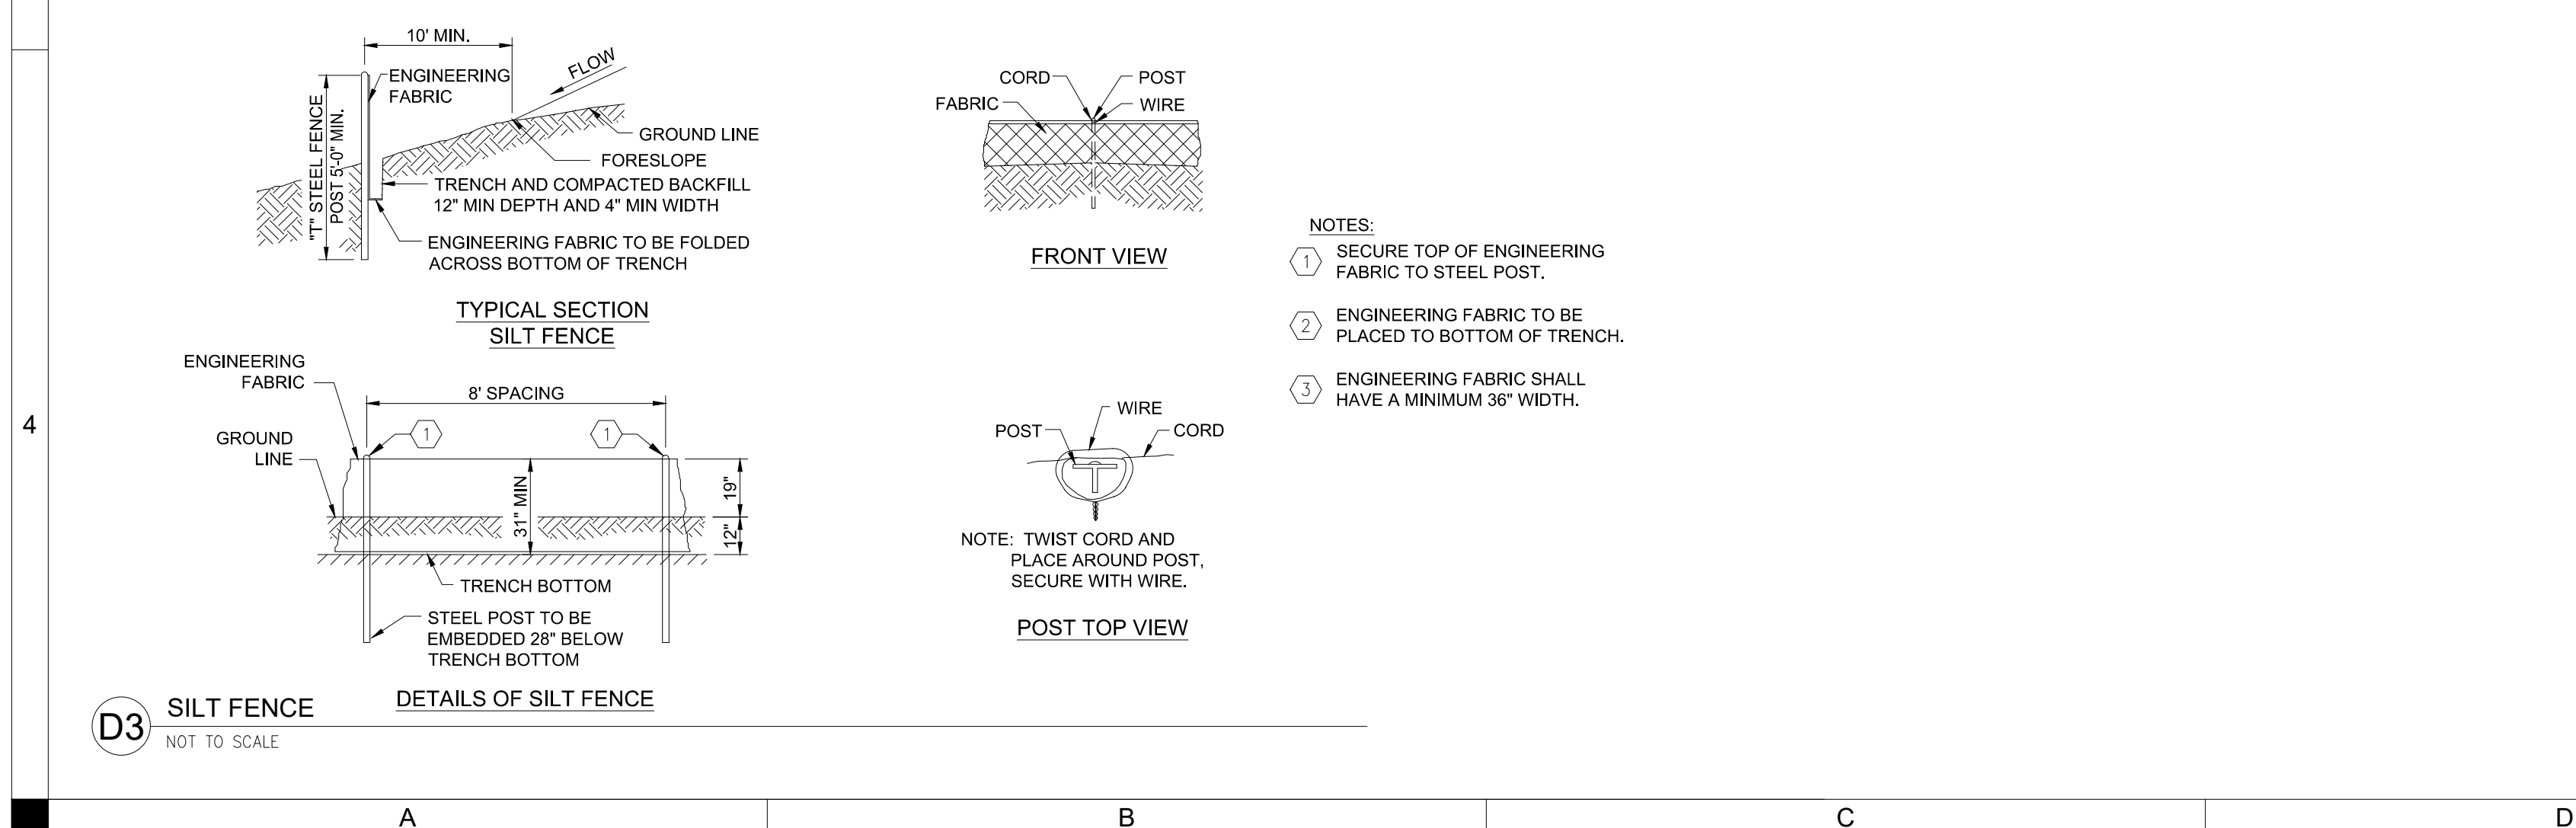 10' MIN.
FLOW
ENGINEERING
FABRIC
"T" STEEL FENCE
POST 5'-0" MIN.
GROUND LINE
FORESLOPE
TRENCH AND COMPACTED BACKFILL
12" MIN DEPTH AND 4" MIN WIDTH
ENGINEERING FABRIC TO BE FOLDED
ACROSS BOTTOM OF TRENCH
TYPICAL SECTION
SILT FENCE
CORD
POST
FABRIC
WIRE
FRONT VIEW
NOTES:
1 SECURE TOP OF ENGINEERING
FABRIC TO STEEL POST.
2 ENGINEERING FABRIC TO BE
PLACED TO BOTTOM OF TRENCH.
3 ENGINEERING FABRIC SHALL
HAVE A MINIMUM 36" WIDTH.
ENGINEERING
FABRIC
8' SPACING
1
1
GROUND
LINE
31" MIN
19"
12"
TRENCH BOTTOM
STEEL POST TO BE
EMBEDDED 28" BELOW
TRENCH BOTTOM
DETAILS OF SILT FENCE
WIRE
POST
CORD
NOTE: TWIST CORD AND
PLACE AROUND POST,
SECURE WITH WIRE.
POST TOP VIEW
4
D3
SILT FENCE
NOT TO SCALE
A
B
C
D